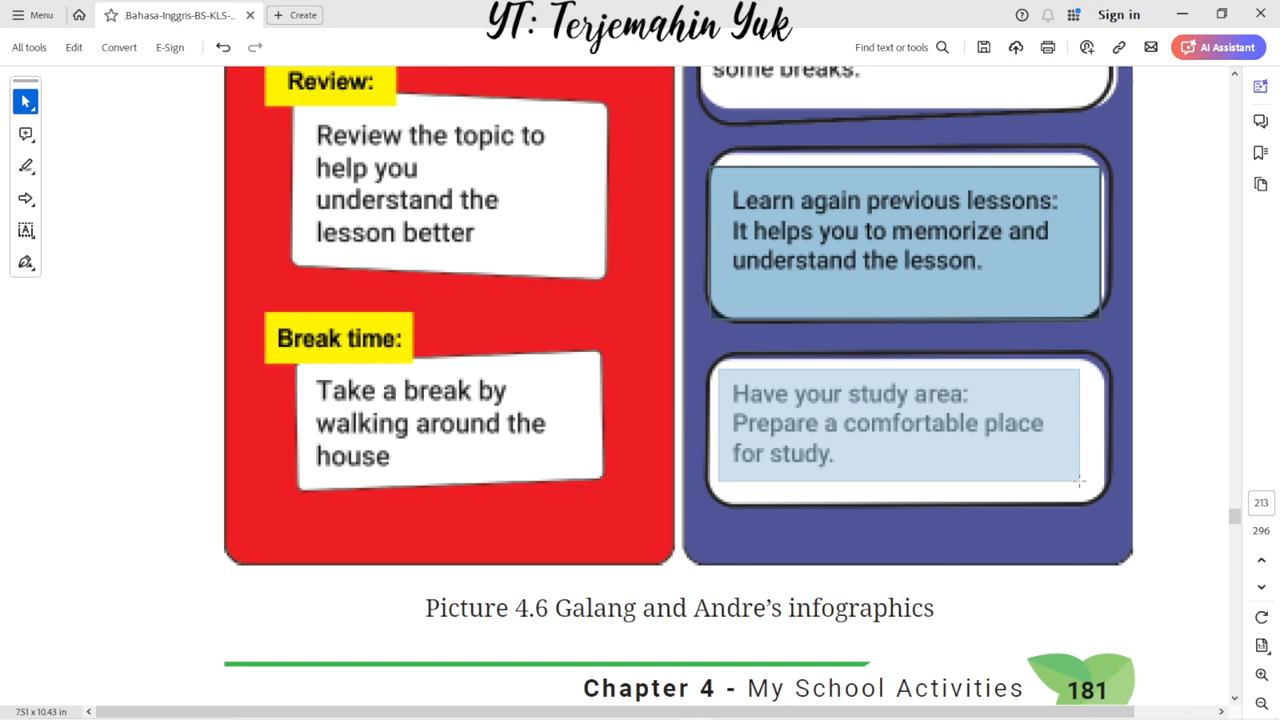 Menu
.Bahasa-Inggris-BS-KLS-...
Create
YT: Terjemahin Yuk
Sign in
All tools
Edit
Convert
E-Sign
Find text or tools
AI Assistant
Review:
Review the topic to
help you
understand the
lesson better
Break time:
Take a break by
walking around the
house
some breaks.
Learn again previous lessons:
It helps you to memorize and
understand the lesson.
Have your study area:
Prepare a comfortable place
for study.
Picture 4.6 Galang and Andre's infographics
Chapter 4 - My School Activities
181
213
296
7.51 x 10.43 in